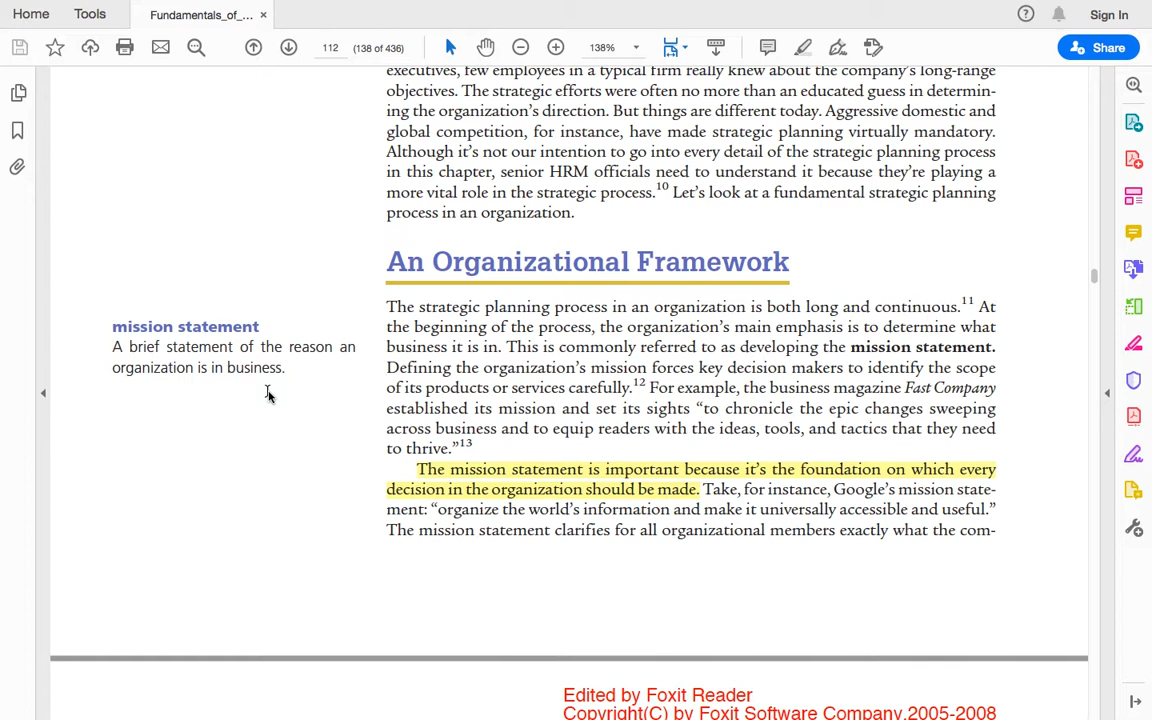 Home
Tools
Fundamentals_of_...
Sign In
112
(138 of 436)
138%
Share
executives, few employees in a typical firm really knew about the company's long-range
objectives. The strategic efforts were often no more than an educated guess in determin-
ing the organization's direction. But things are different today. Aggressive domestic and
global competition, for instance, have made strategic planning virtually mandatory.
Although it's not our intention to go into every detail of the strategic planning process
in this chapter, senior HRM officials need to understand it because they're playing a
more vital role in the strategic process.10 Let's look at a fundamental strategic planning
process in an organization.
An Organizational Framework
mission statement
A brief statement of the reason an
organization is in business.
The strategic planning process in an organization is both long and continuous.11 At
the beginning of the process, the organization's main emphasis is to determine what
business it is in. This is commonly referred to as developing the mission statement.
Defining the organization's mission forces key decision makers to identify the scope
of its products or services carefully.12 For example, the business magazine Fast Company
established its mission and set its sights "to chronicle the epic changes sweeping
across business and to equip readers with the ideas, tools, and tactics that they need
to thrive."13
The mission statement is important because it's the foundation on which every
decision in the organization should be made. Take, for instance, Google's mission state-
ment: "organize the world's information and make it universally accessible and useful."
The mission statement clarifies for all organizational members exactly what the com-
Edited by Foxit Reader
Copyright(C) by Foxit Software Company,2005-2008